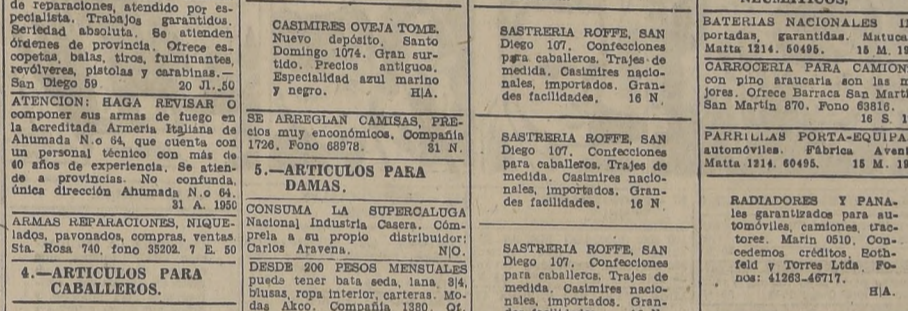 de reparaciones, atendido por es-
pecialista. Trabajos garantidos.
Seriedad absoluta. Se atienden
órdenes de provincia. Ofrece es-
copetas, balas, tiros, fulminantes,
revólveres, pistolas y carabinas.—
San Diego 59. 20 Jl. 50
ATENCION: HAGA REVISAR O
componer sus armas de fuego en
la acreditada Armería Italiana de
Ahumada N.o 64, que cuenta con
un personal técnico con más de
40 años de experiencia. Se atien-
de a provincias. No confunda,
única dirección Ahumada N.o 64.
31 A. 1950
ARMAS REPARACIONES, NIQUE-
lados, pavonados, compras, ventas.
Sta. Rosa 740, fono 35202. 7 E. 50
4.—ARTICULOS PARA
CABALLEROS.
CASIMIRES OVEJA TOME.
Nuevo depósito, Santo
Domingo 1074. Gran sur-
tido. Precios antiguos.
Especialidad azul marino
y negro. H|A.
SE ARREGLAN CAMISAS, PRE-
cios muy enconómicos. Compañía
1726. Fono 68978. 31 N.
5.—ARTICULOS PARA
DAMAS.
CONSUMA LA SUPERCALUGA
Nacional Industria Casera. Cóm-
prela a su propio distribuidor:
Carlos Aravena. N|O.
DESDE 200 PESOS MENSUALES
puede tener bata seda, lana, 3|4,
blusas, ropa interior, carteras. Mo-
das Akco. Compañía 1380. Of.
SASTRERIA ROFFE, SAN
Diego 107. Confecciones
para caballeros. Trajes de
medida. Casimires nacio-
nales, importados. Gran-
des facilidades. 16 N.
SASTRERIA ROFFE, SAN
Diego 107. Confecciones
para caballeros. Trajes de
medida. Casimires nacio-
nales, importados. Gran-
des facilidades. 16 N
SASTRERIA ROFFE, SAN
Diego 107. Confecciones
para caballeros. Trajes de
medida. Casimires nacio-
nales, importados. Gran-
BATERIAS NACIONALES
portadas, garantidas.
Matta 1214. 60495. 15 M.
CARROCERIA PARA
con pino araucaria son las
jores. Ofrece Barraca San
San Martín 870. Fono 63816.
16 S.
PARRILLAS
automóviles. Fábrica
Matta 1214. 60495. 15 M.
RADIADORES Y PANA-
les garantizados para au-
tomóviles, camiones, trac-
tores. Marin 0510. Con-
cedemos créditos. Roth-
feld y Torres Ltda. Fo-
nos: 41263-46717.
H|A.